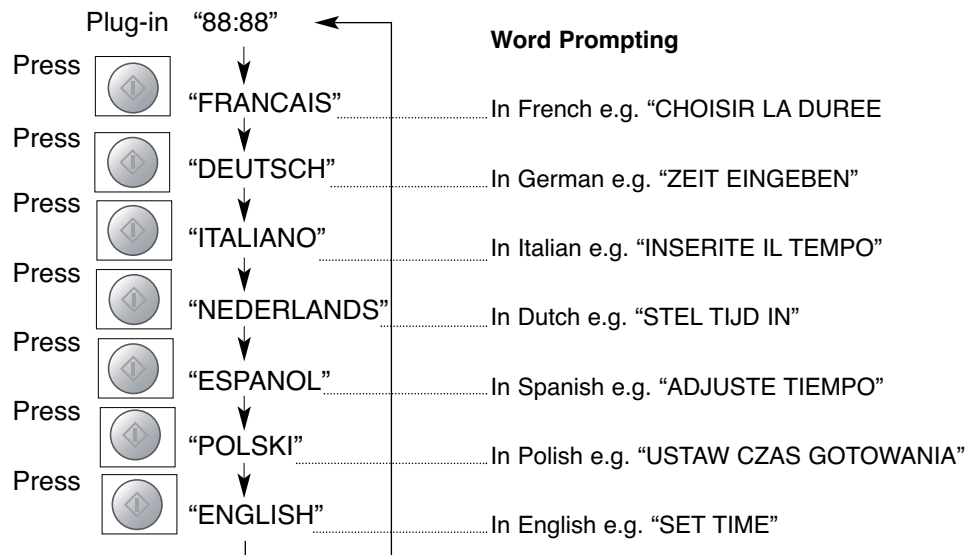 Plug-in “88:88”
Word Prompting
Press
“FRANCAIS” In French e.g. “CHOISIR LA DUREE
Press
“DEUTSCH” In German e.g. “ZEIT EINGEBEN”
Press
“ITALIANO” In Italian e.g. “INSERITE IL TEMPO”
Press
“NEDERLANDS” In Dutch e.g. “STEL TIJD IN”
Press
“ESPANOL” In Spanish e.g. “ADJUSTE TIEMPO”
Press
“POLSKI” In Polish e.g. “USTAW CZAS GOTOWANIA”
Press
“ENGLISH” In English e.g. “SET TIME”